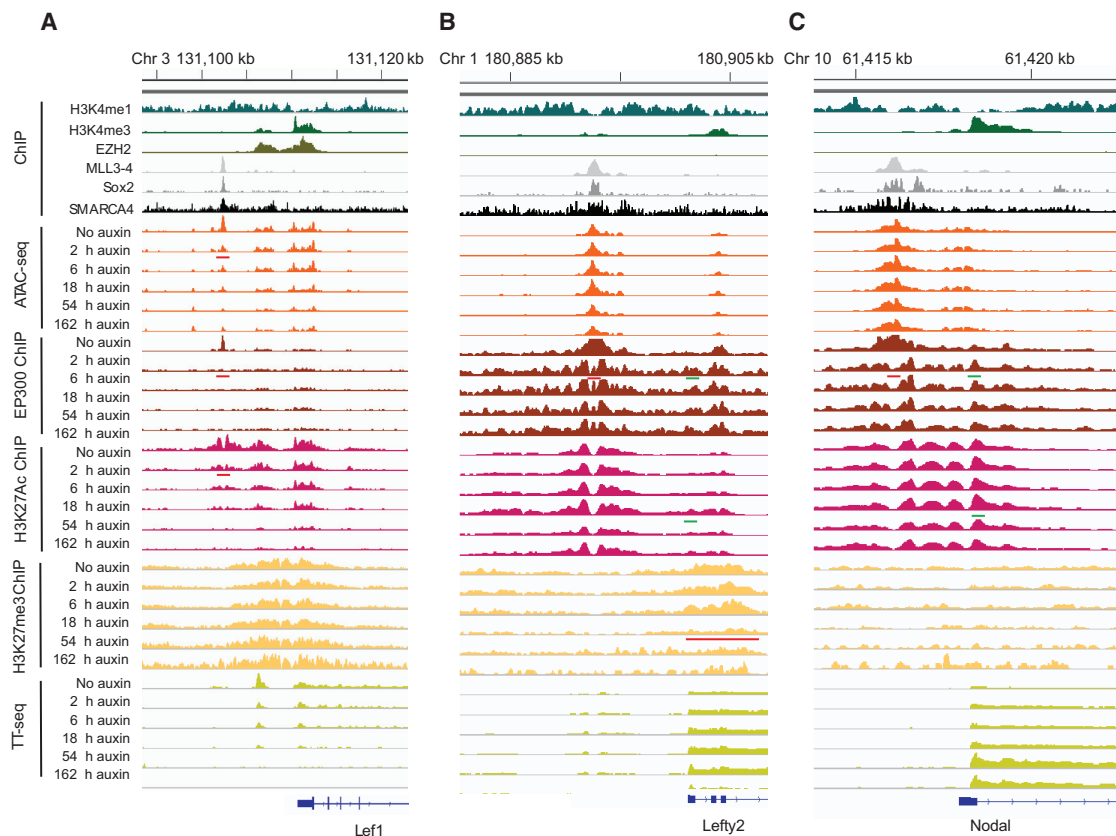 A
B
C
Chr 3 131,100 kb 131,120 kb
Chr 1 180,885 kb 180,905 kb
Chr 10 61,415 kb 61,420 kb
ChIP
H3K4me1
H3K4me3
EZH2
MLL3-4
Sox2
SMARCA4
ATAC-seq
No auxin
2 h auxin
6 h auxin
18 h auxin
54 h auxin
162 h auxin
EP300 ChIP
No auxin
2 h auxin
6 h auxin
18 h auxin
54 h auxin
162 h auxin
H3K27Ac ChIP
No auxin
2 h auxin
6 h auxin
18 h auxin
54 h auxin
162 h auxin
H3K27me3ChIP
No auxin
2 h auxin
6 h auxin
18 h auxin
54 h auxin
162 h auxin
TT-seq
No auxin
2 h auxin
6 h auxin
18 h auxin
54 h auxin
162 h auxin
Lef1
Lefty2
Nodal